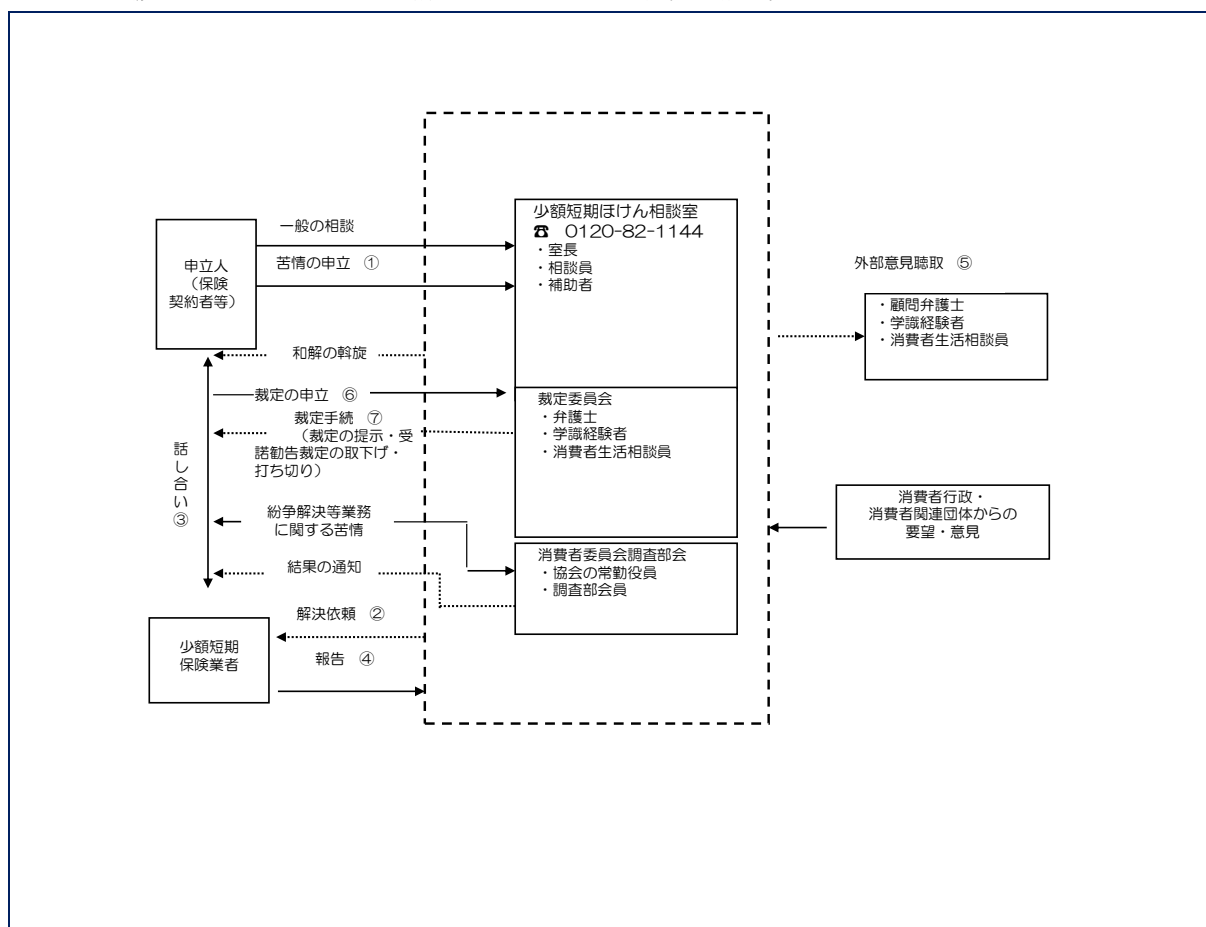 一般の相談
苦情の申立　①
申立人
（保険
契約者等）
少額短期ほけん相談室
☎　0120-82-1144
・室長
・相談員
・補助者
外部意見聴取　⑤
・顧問弁護士
・学識経験者
・消費者生活相談員
和解の斡旋
裁定の申立　⑥
裁定手続　⑦
（裁定の提示・受
諾勧告裁定の取下げ・
打ち切り）
裁定委員会
・弁護士
・学識経験者
・消費者生活相談員
話し合い③
紛争解決等業務
に関する苦情
消費者行政・
消費者関連団体からの
要望・意見
結果の通知
消費者委員会調査部会
・協会の常勤役員
・調査部会員
解決依頼　②
少額短期
保険業者
報告　④